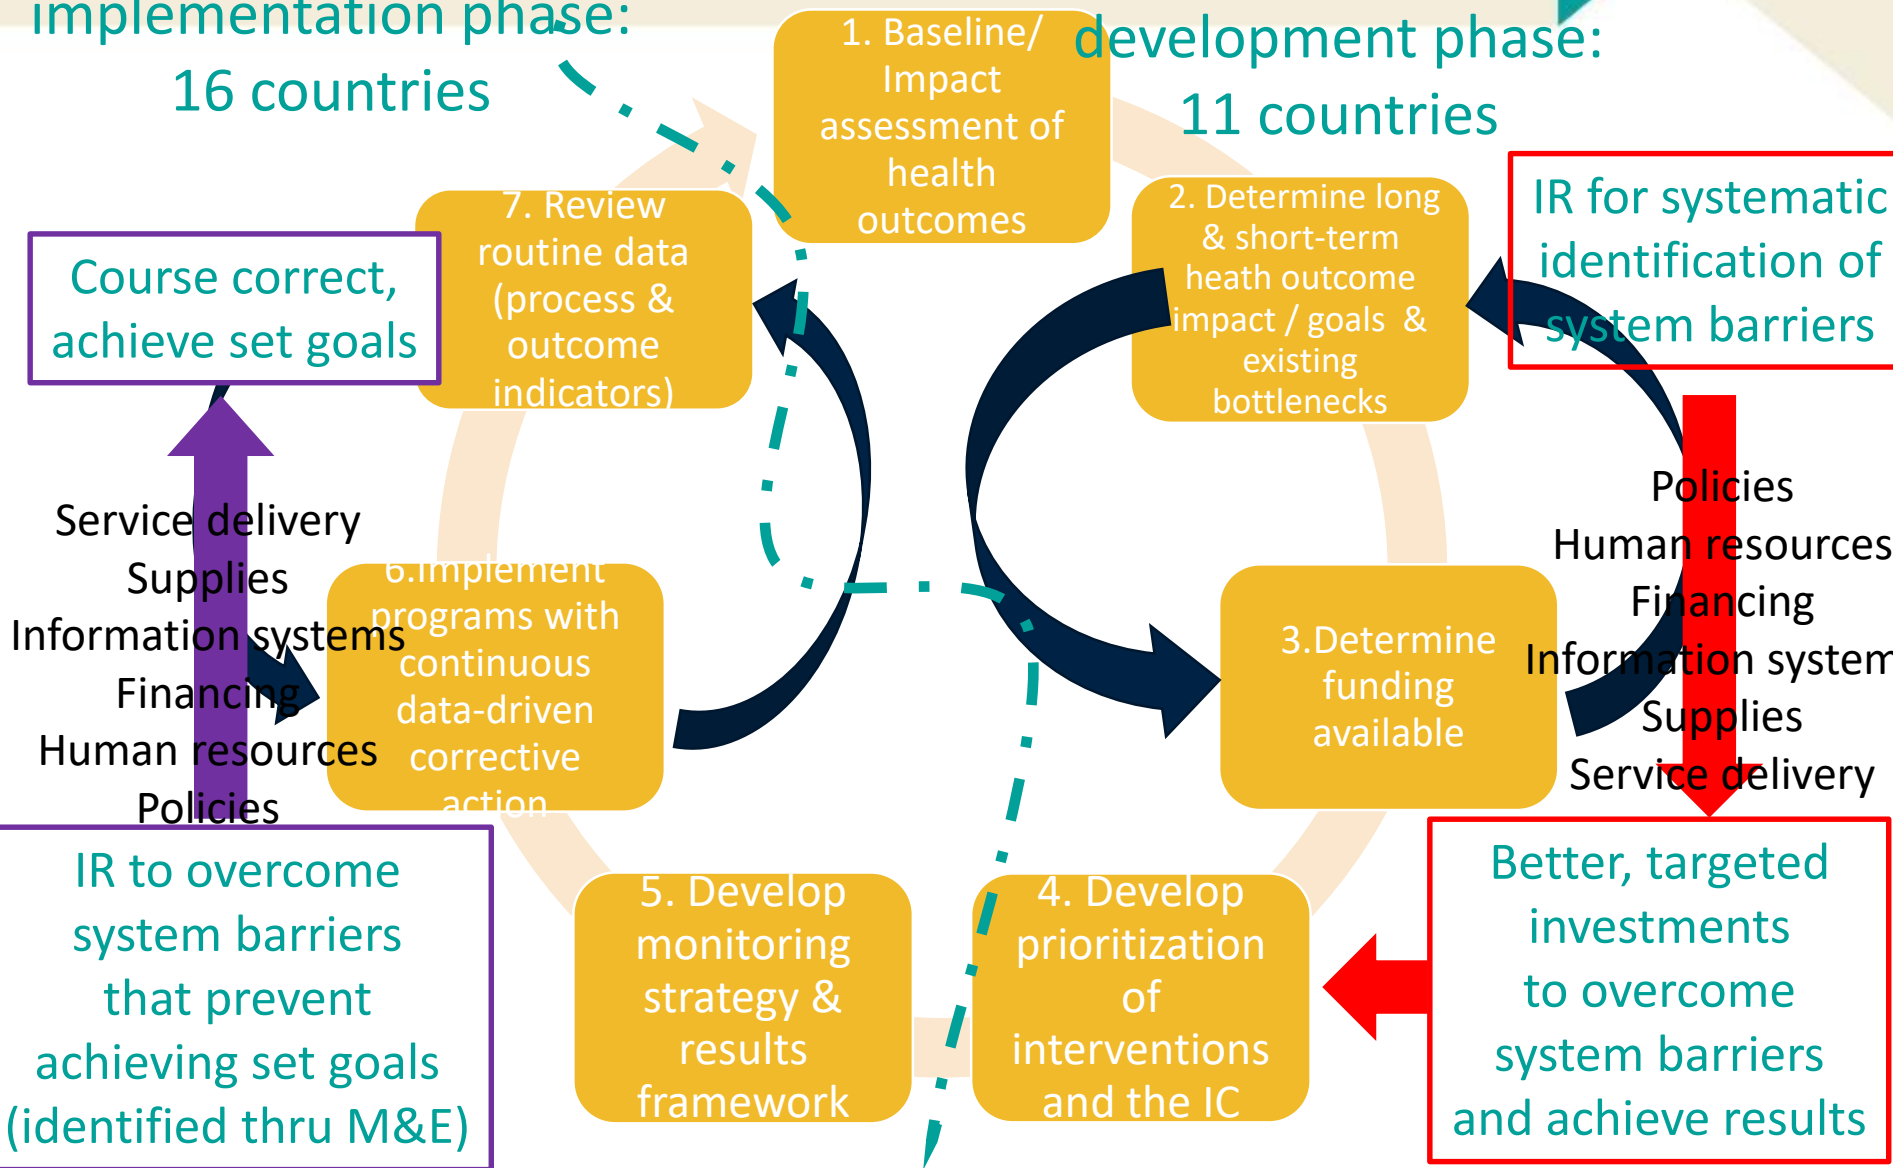 implementation phase:
16 countries
development phase:
11 countries
1. Baseline/
Impact
assessment of
health
outcomes
2. Determine long
& short-term
heath outcome
impact / goals  &
existing
bottlenecks
IR for systematic
identification of
system barriers
7. Review
routine data
(process &
outcome
indicators)
Course correct,
achieve set goals
Service delivery
Supplies
Information systems
Financing
Human resources
Policies
6.Implement
programs with
continuous
data-driven
corrective
action
3.Determine
funding
available
Policies
Human resources
Financing
Information system
Supplies
Service delivery
IR to overcome
system barriers
that prevent
achieving set goals
(identified thru M&E)
5. Develop
monitoring
strategy &
results
framework
4. Develop
prioritization
of
interventions
and the IC
Better, targeted
investments
to overcome
system barriers
and achieve results